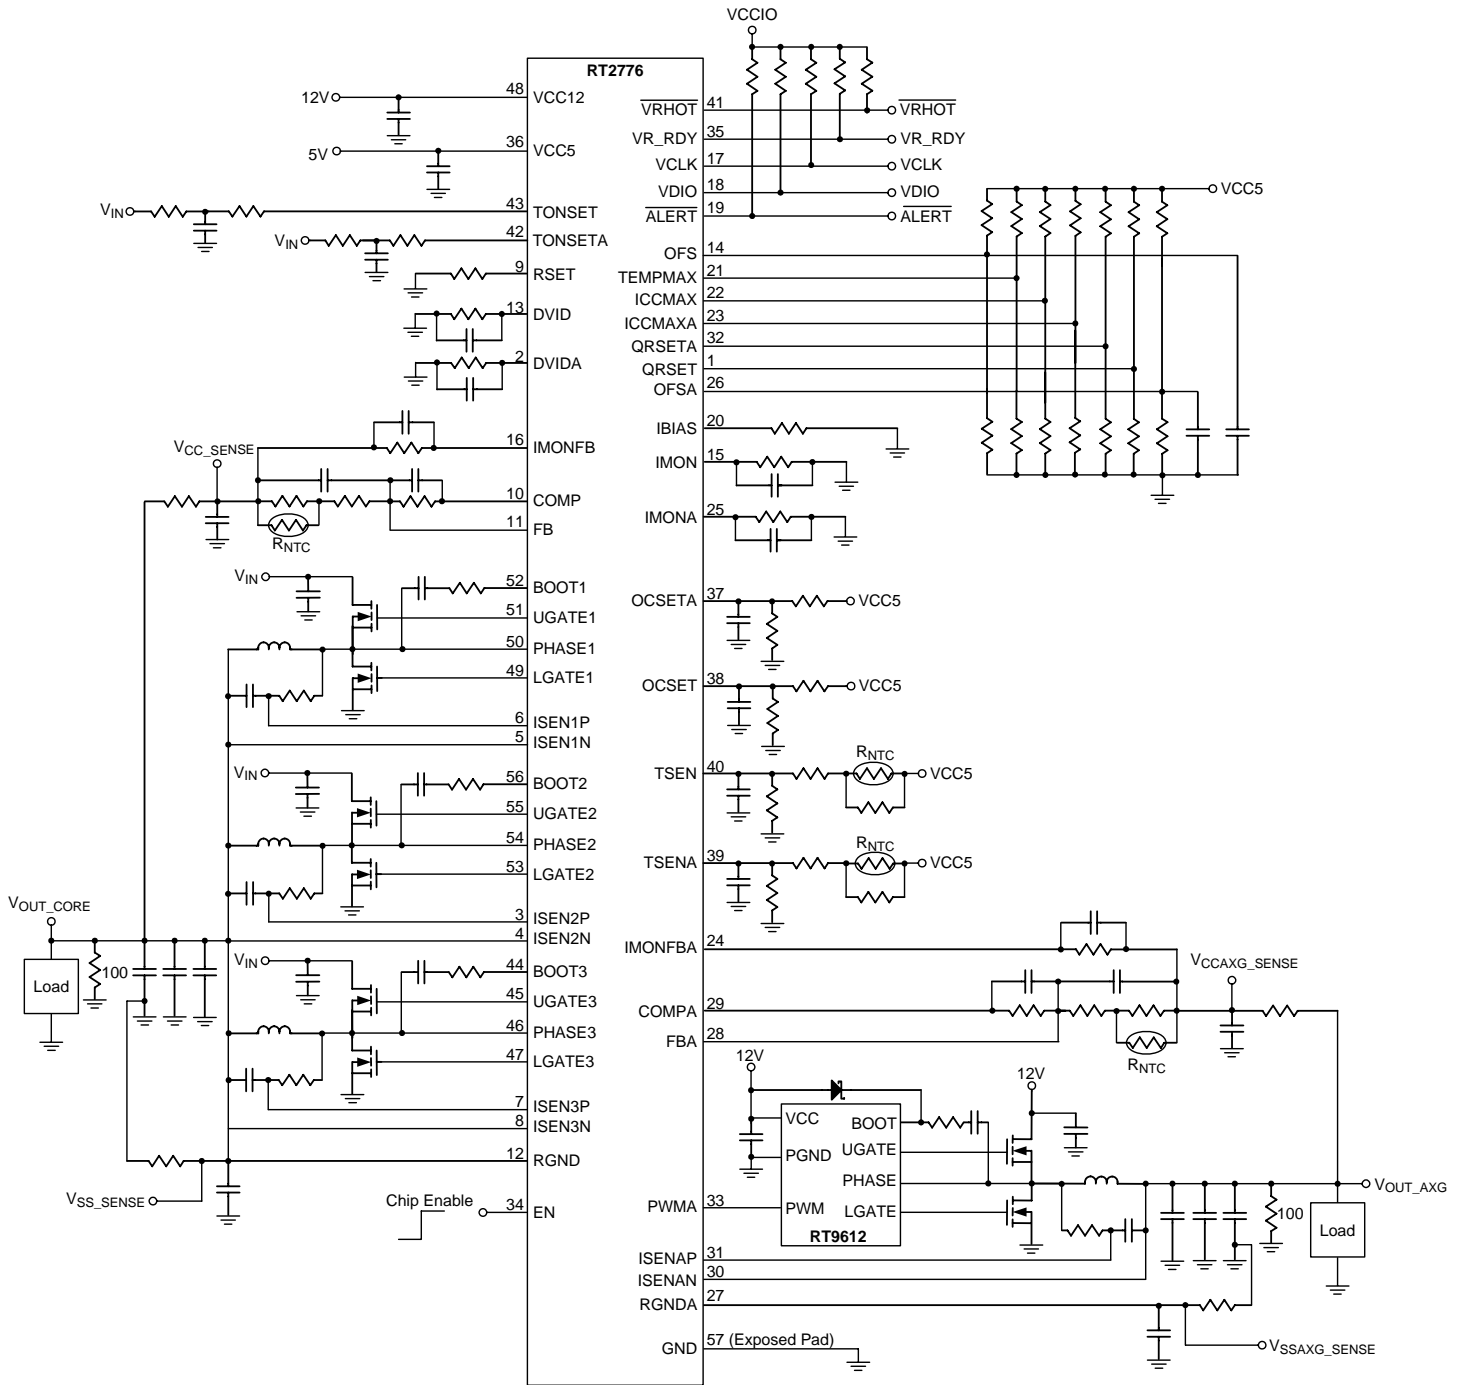 VCCIO
RT2776
12V 48 VCC12
5V 36 VCC5
VIN 43 TONSET
VIN 42 TONSETA
9 RSET
13 DVID
2 DVIDA
16 IMONFB
VCC_SENSE
10 COMP
11 FB
RNTC
VIN
52 BOOT1
51 UGATE1
50 PHASE1
49 LGATE1
6 ISEN1P
5 ISEN1N
VIN
56 BOOT2
55 UGATE2
54 PHASE2
53 LGATE2
3 ISEN2P
4 ISEN2N
VOUT_CORE
Load
100
VIN
44 BOOT3
45 UGATE3
46 PHASE3
47 LGATE3
7 ISEN3P
8 ISEN3N
12 RGND
VSS_SENSE
Chip Enable
34 EN
VRHOT 41 VRHOT
VR_RDY 35 VR_RDY
VCLK 17 VCLK
VDIO 18 VDIO
ALERT 19 ALERT
VCC5
OFS 14
TEMPMAX 21
ICCMAX 22
ICCMAXA 23
QRSETA 32
QRSET 1
OFSA 26
IBIAS 20
IMON 15
IMONA 25
OCSETA 37 VCC5
OCSET 38 VCC5
TSEN 40 RNTC VCC5
TSENA 39 RNTC VCC5
IMONFBA 24
VCCAXG_SENSE
COMPA 29
FBA 28
RNTC
12V
12V
VCC
BOOT
PGND
UGATE
PHASE
PWMA 33 PWM
LGATE
RT9612
VOUT_AXG
100
Load
ISENAP 31
ISENAN 30
RGNDA 27
VSSAXG_SENSE
GND 57 (Exposed Pad)